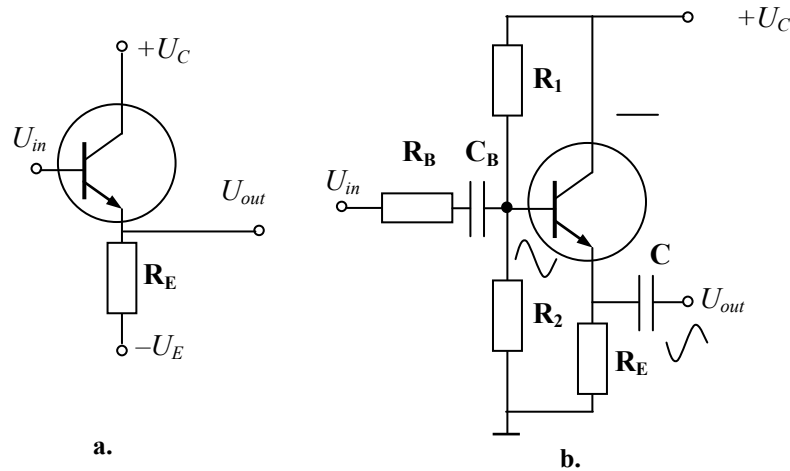 +U_C
U_in
U_out
R_E
–U_E
a.
+U_C
R_1
R_B
C_B
U_in
C
U_out
R_2
R_E
b.